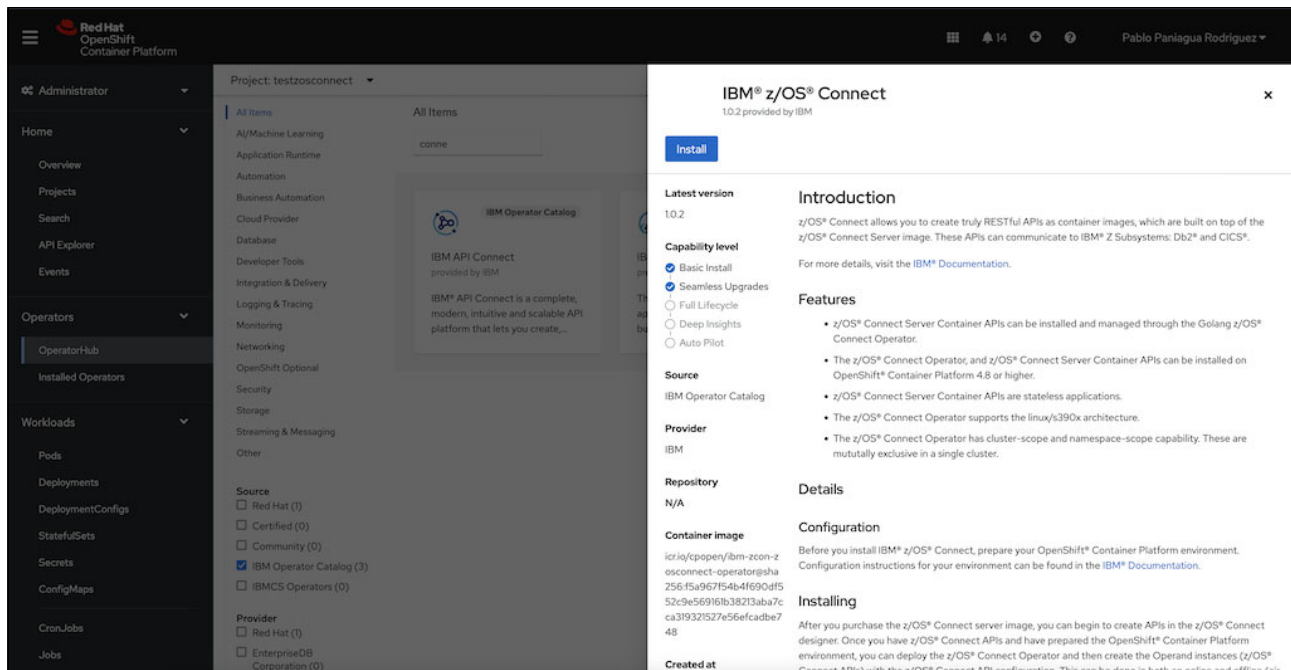 Red Hat
OpenShift
Container Platform
14
Pablo Paniagua Rodriguez
Administrator
Home
Overview
Projects
Search
API Explorer
Events
Operators
OperatorHub
Installed Operators
Workloads
Pods
Deployments
DeploymentConfigs
StatefulSets
Secrets
ConfigMaps
CronJobs
Jobs
Project: testzosconnect
All Items
AI/Machine Learning
Application Runtime
Automation
Business Automation
Cloud Provider
Database
Developer Tools
Integration & Delivery
Logging & Tracing
Monitoring
Networking
OpenShift Optional
Security
Storage
Streaming & Messaging
Other
Source
Red Hat (1)
Certified (0)
Community (0)
IBM Operator Catalog (3)
IBMCS Operators (0)
Provider
Red Hat (1)
EnterpriseDB
Corporation (0)
All Items
conne
IBM Operator Catalog
IBM API Connect
provided by IBM
IBM® API Connect is a complete,
modern, intuitive and scalable API
platform that lets you create,...
IBM® z/OS® Connect
1.0.2 provided by IBM
Install
Latest version
1.0.2
Capability level
Basic Install
Seamless Upgrades
Full Lifecycle
Deep Insights
Auto Pilot
Source
IBM Operator Catalog
Provider
IBM
Repository
N/A
Container image
icr.io/cpopen/ibm-zcon-z
osconnect-operator@sha
256:f5a967f54b4f690df5
52c9e569161b38213aba7c
ca319321527e56efcadbe7
48
Created at
Introduction
z/OS® Connect allows you to create truly RESTful APIs as container images, which are built on top of the
z/OS® Connect Server image. These APIs can communicate to IBM® Z Subsystems: Db2® and CICS®.
For more details, visit the IBM® Documentation.
Features
• z/OS® Connect Server Container APIs can be installed and managed through the Golang z/OS®
Connect Operator.
• The z/OS® Connect Operator, and z/OS® Connect Server Container APIs can be installed on
OpenShift® Container Platform 4.8 or higher.
• z/OS® Connect Server Container APIs are stateless applications.
• The z/OS® Connect Operator supports the linux/s390x architecture.
• The z/OS® Connect Operator has cluster-scope and namespace-scope capability. These are
mututally exclusive in a single cluster.
Details
Configuration
Before you install IBM® z/OS® Connect, prepare your OpenShift® Container Platform environment.
Configuration instructions for your environment can be found in the IBM® Documentation.
Installing
After you purchase the z/OS® Connect server image, you can begin to create APIs in the z/OS® Connect
designer. Once you have z/OS® Connect APIs and have prepared the OpenShift® Container Platform
environment, you can deploy the z/OS® Connect Operator and then create the Operand instances (z/OS®